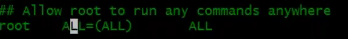 ## Allow root to run any commands anywhere
root    ALL=(ALL)       ALL